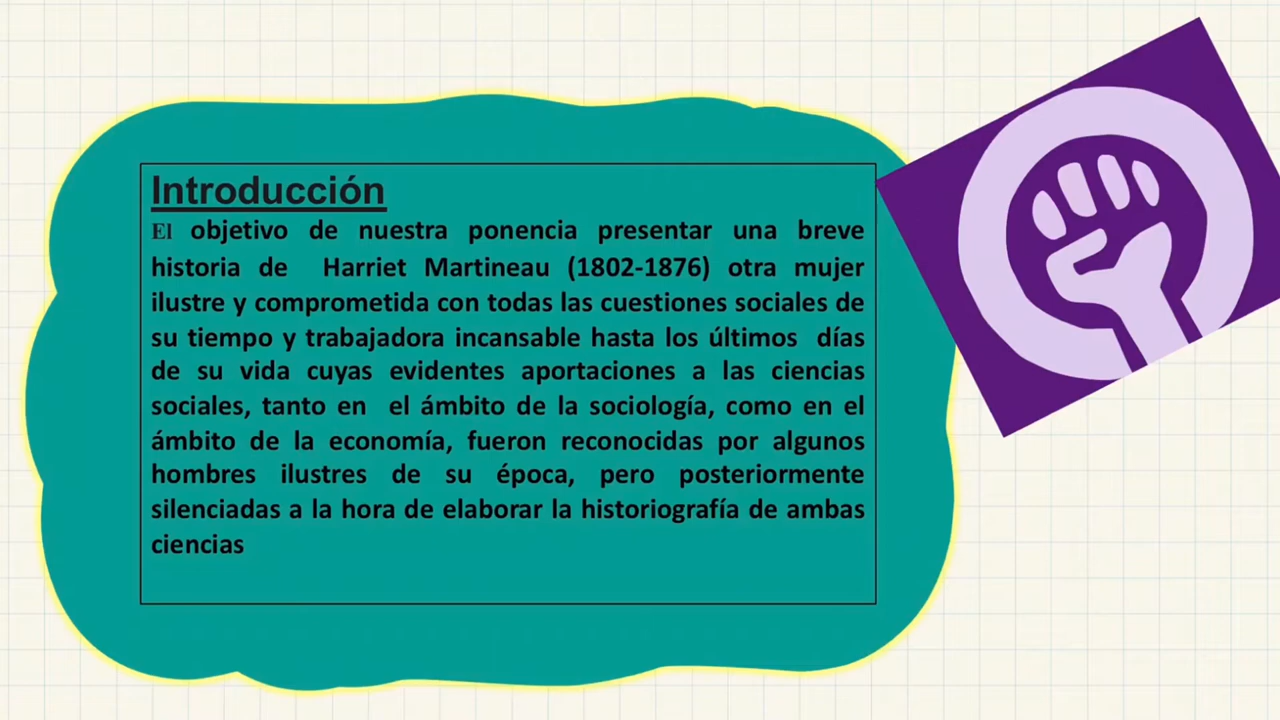 Introducción
El objetivo de nuestra ponencia presentar una breve
historia de Harriet Martineau (1802-1876) otra mujer
ilustre y comprometida con todas las cuestiones sociales de
su tiempo y trabajadora incansable hasta los últimos días
de su vida cuyas evidentes aportaciones a las ciencias
sociales, tanto en el ámbito de la sociología, como en el
ámbito de la economía, fueron reconocidas por algunos
hombres ilustres de su época, pero posteriormente
silenciadas a la hora de elaborar la historiografía de ambas
ciencias